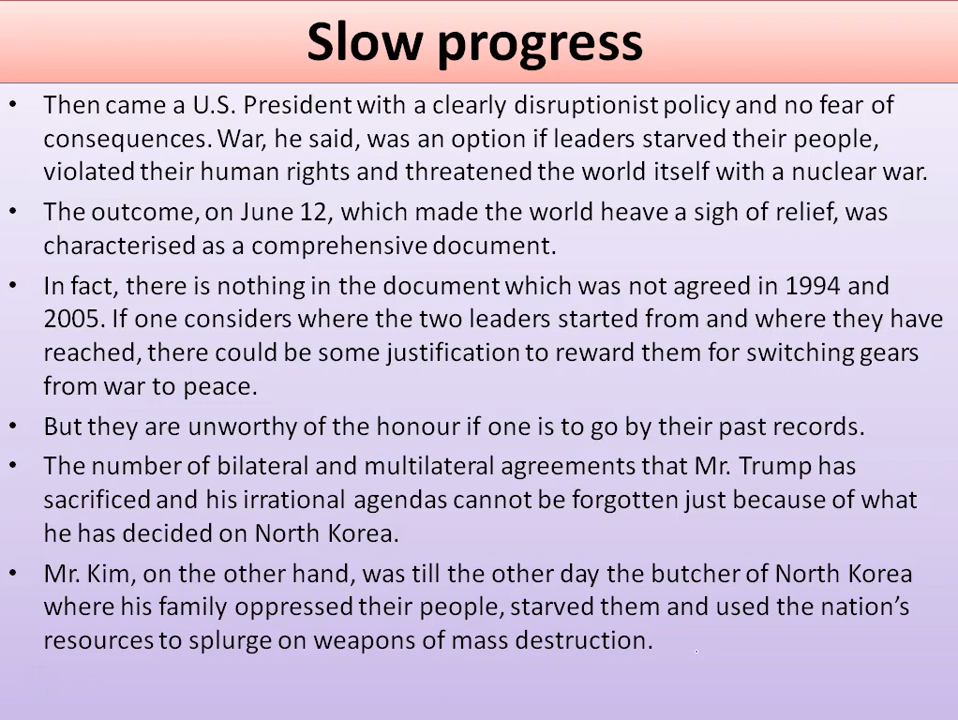 Slow progress
• Then came a U.S. President with a clearly disruptionist policy and no fear of
consequences. War, he said, was an option if leaders starved their people,
violated their human rights and threatened the world itself with a nuclear war.
• The outcome, on June 12, which made the world heave a sigh of relief, was
characterised as a comprehensive document.
• In fact, there is nothing in the document which was not agreed in 1994 and
2005. If one considers where the two leaders started from and where they have
reached, there could be some justification to reward them for switching gears
from war to peace.
• But they are unworthy of the honour if one is to go by their past records.
• The number of bilateral and multilateral agreements that Mr. Trump has
sacrificed and his irrational agendas cannot be forgotten just because of what
he has decided on North Korea.
• Mr. Kim, on the other hand, was till the other day the butcher of North Korea
where his family oppressed their people, starved them and used the nation’s
resources to splurge on weapons of mass destruction.